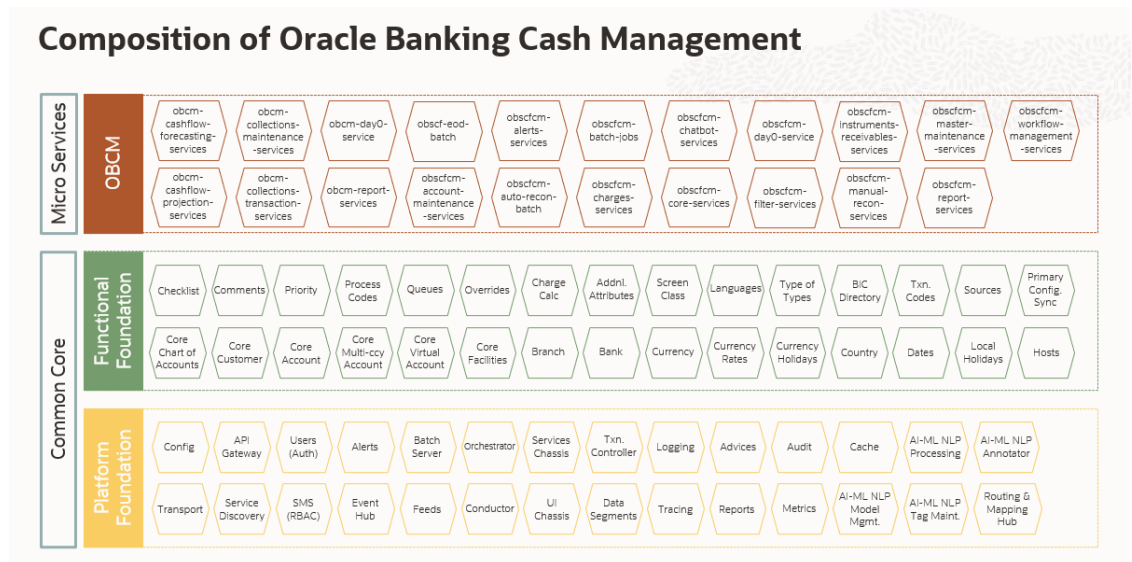 Composition of Oracle Banking Cash Management
Micro Services
OBCM
obcm-
cashflow-
forecasting-
services
obcm-
collections-
maintenance
-services
obcm-day0-
service
obscf-eod-
batch
obscfcm-
alerts-
services
obscfcm-
batch-jobs
obscfcm-
chatbot-
services
obscfcm-
day0-service
obscfcm-
instruments-
receivables-
services
obscfcm-
master-
maintenance
-services
obscfcm-
workflow-
management
-services
obcm-
cashflow-
projection-
services
obcm-
collections-
transaction-
services
obcm-report-
services
obscfcm-
account-
maintenance
-services
obscfcm-
auto-recon-
batch
obscfcm-
charges-
services
obscfcm-
core-services
obscfcm-
filter-services
obscfcm-
manual-
recon-
services
obscfcm-
report-
services
Common Core
Functional
Foundation
Checklist
Comments
Priority
Process
Codes
Queues
Overrides
Charge
Calc
Addnl.
Attributes
Screen
Class
Languages
Type of
Types
BIC
Directory
Txn.
Codes
Sources
Primary
Config.
Sync
Core
Chart of
Accounts
Core
Customer
Core
Account
Core
Multi-ccy
Account
Core
Virtual
Account
Core
Facilities
Branch
Bank
Currency
Currency
Rates
Currency
Holidays
Country
Dates
Local
Holidays
Hosts
Platform
Foundation
Config
API
Gateway
Users
(Auth)
Alerts
Batch
Server
Orchestrator
Services
Chassis
Txn.
Controller
Logging
Advices
Audit
Cache
AI-ML NLP
Processing
AI-ML NLP
Annotator
Transport
Service
Discovery
SMS
(RBAC)
Event
Hub
Feeds
Conductor
UI
Chassis
Data
Segments
Tracing
Reports
Metrics
AI-ML NLP
Model
Mgmt.
AI-ML NLP
Tag Maint.
Routing &
Mapping
Hub